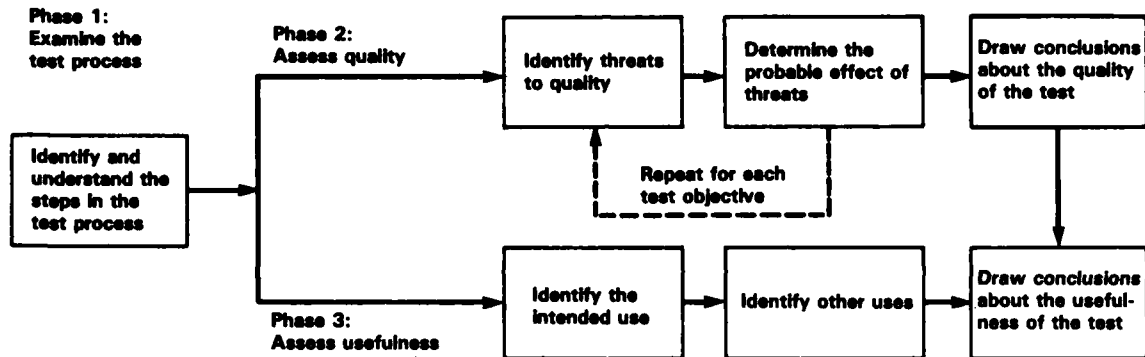 Phase 1:
Examine the
test process
Phase 2:
Assess quality
Identify threats
to quality
Determine the
probable effect of
threats
Draw conclusions
about the quality
of the test
Identify and
understand the
steps in the
test process
Repeat for each
test objective
Phase 3:
Assess usefulness
Identify the
intended use
Identify other uses
Draw conclusions
about the useful-
ness of the test